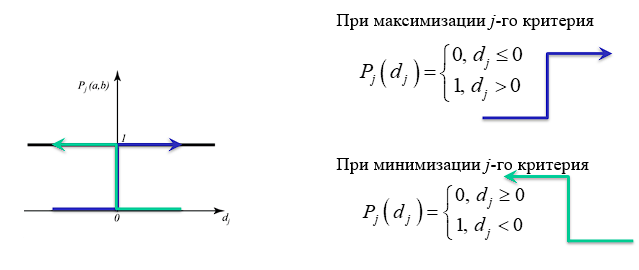 При максимизации j-го критерия
P_j(d_j) = { 0, d_j ≤ 0
1, d_j > 0
P_j(a,b)
1
0
d_j
При минимизации j-го критерия
P_j(d_j) = { 0, d_j ≥ 0
1, d_j < 0